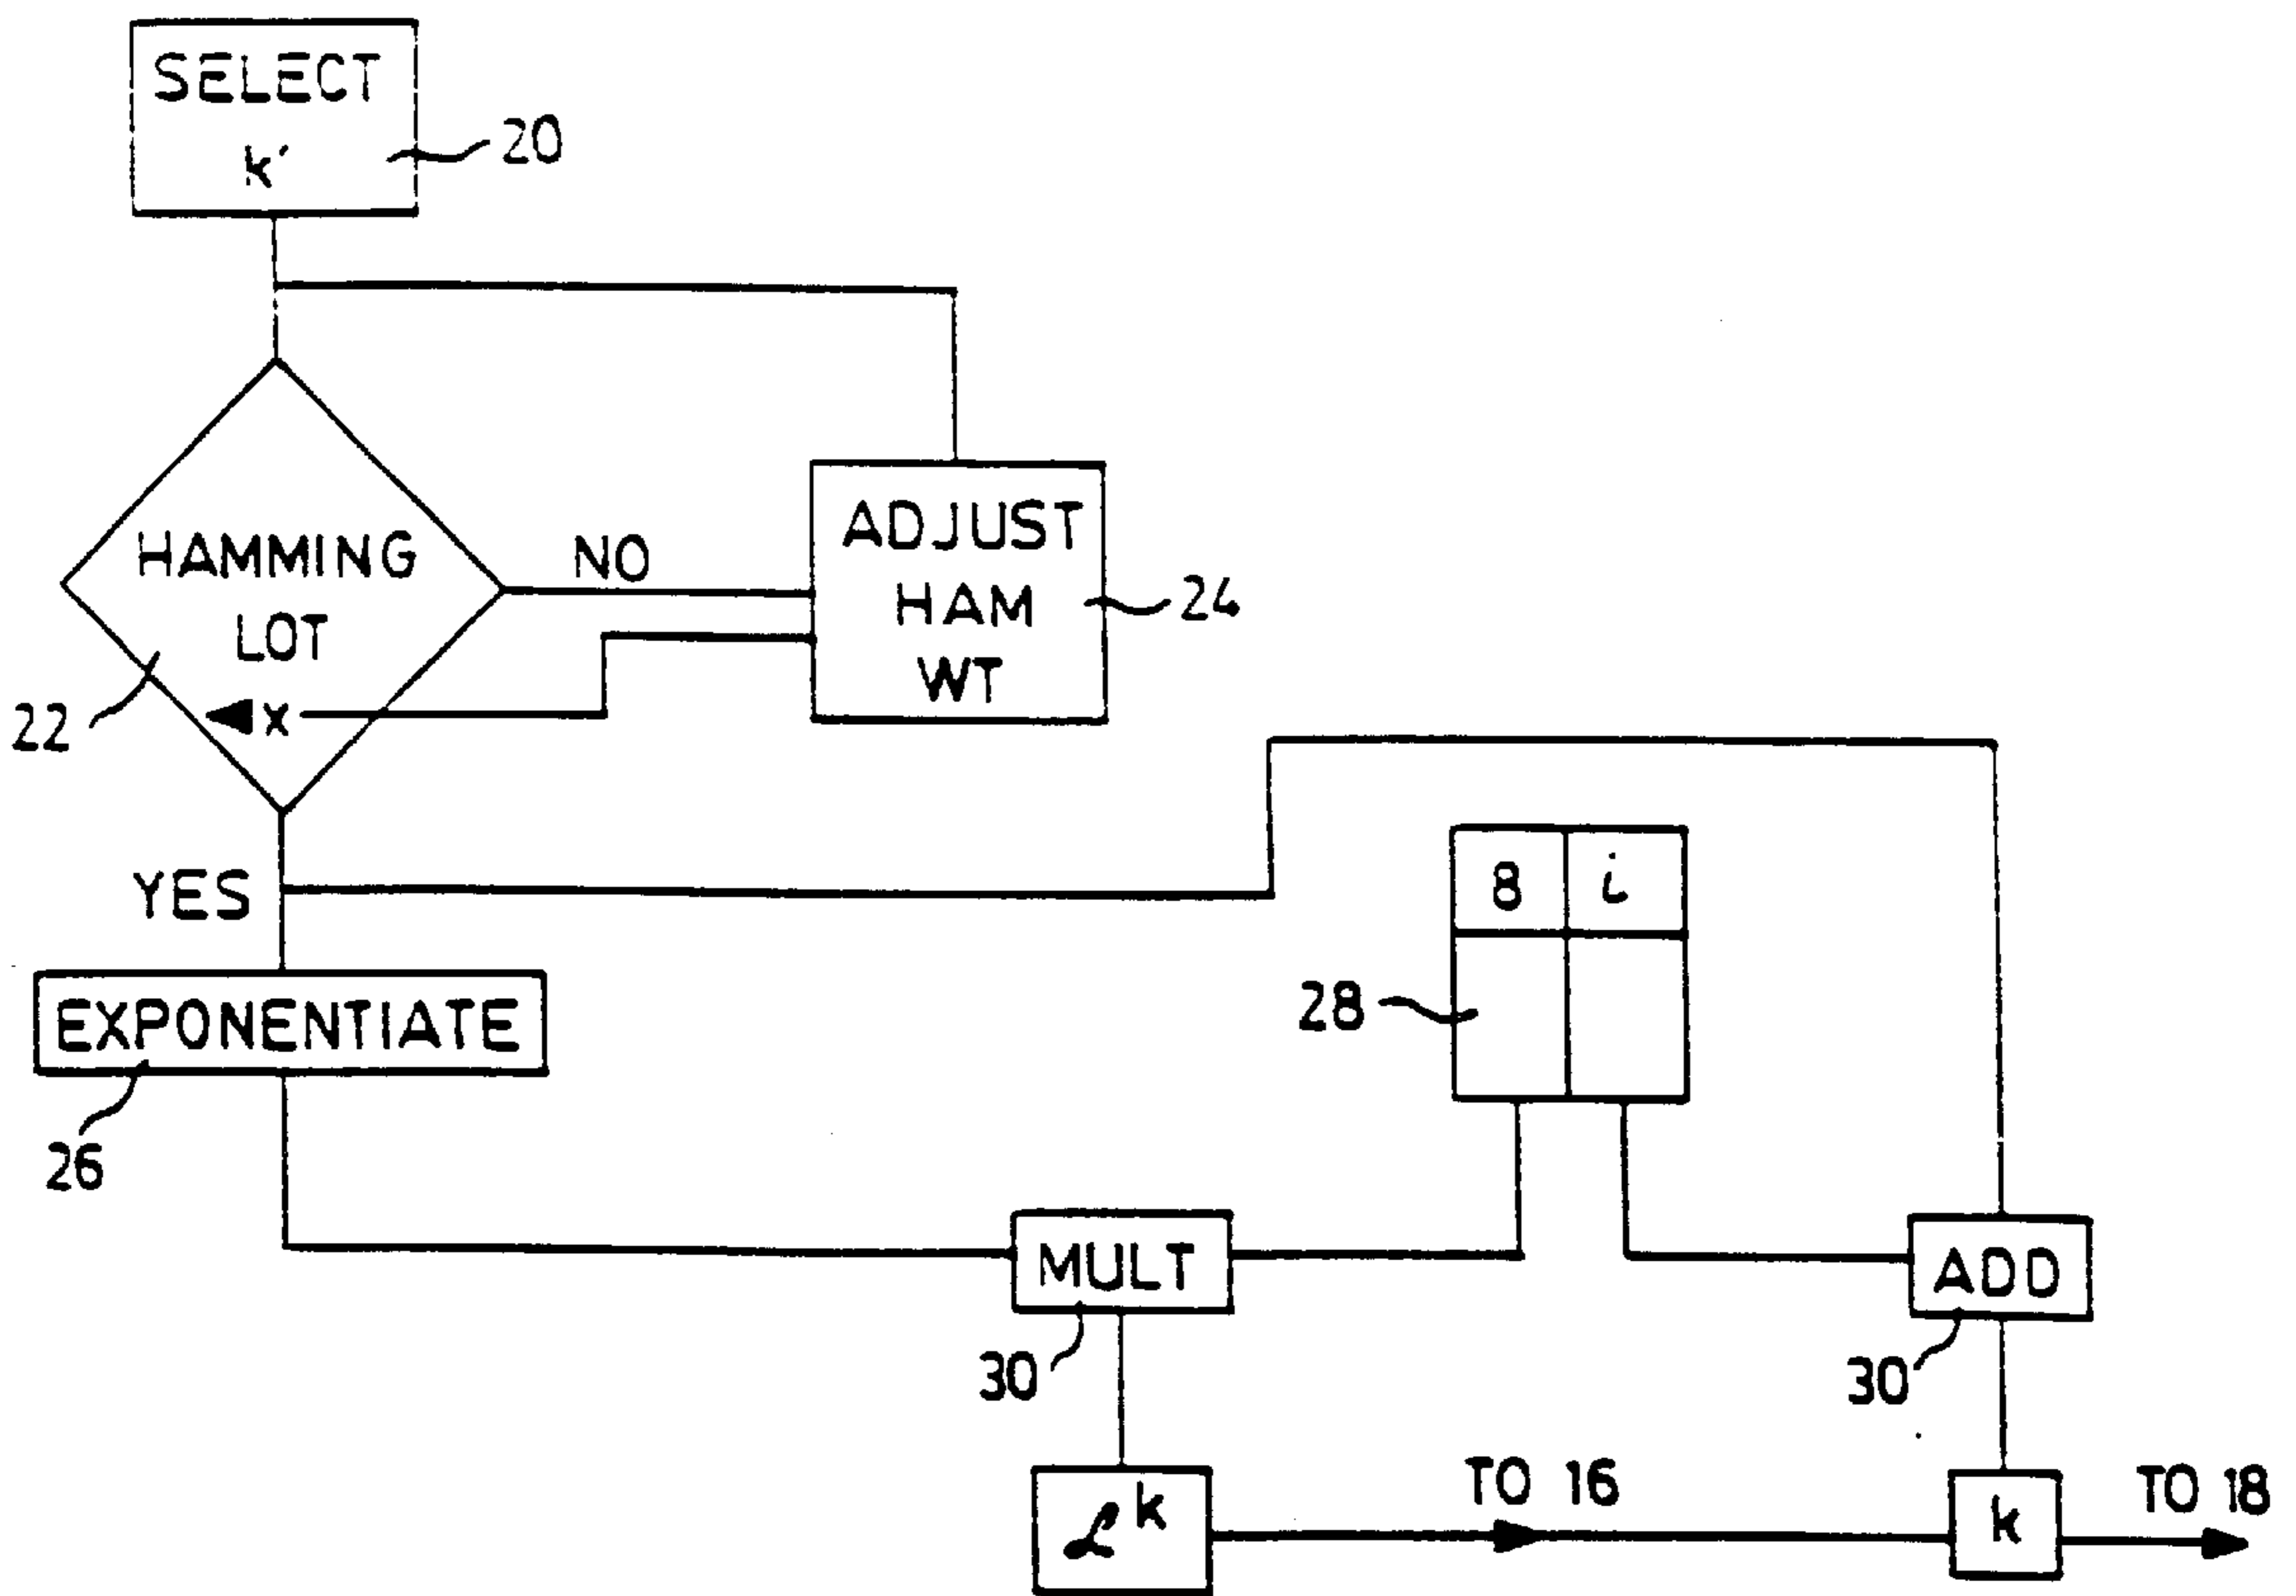 SELECT
k'
20
HAMMING
LOT
x
22
NO
ADJUST
HAM
WT
24
YES
EXPONENTIATE
26
8 i
28
MULT
30
ADD
30
k
TO 16
k
TO 18